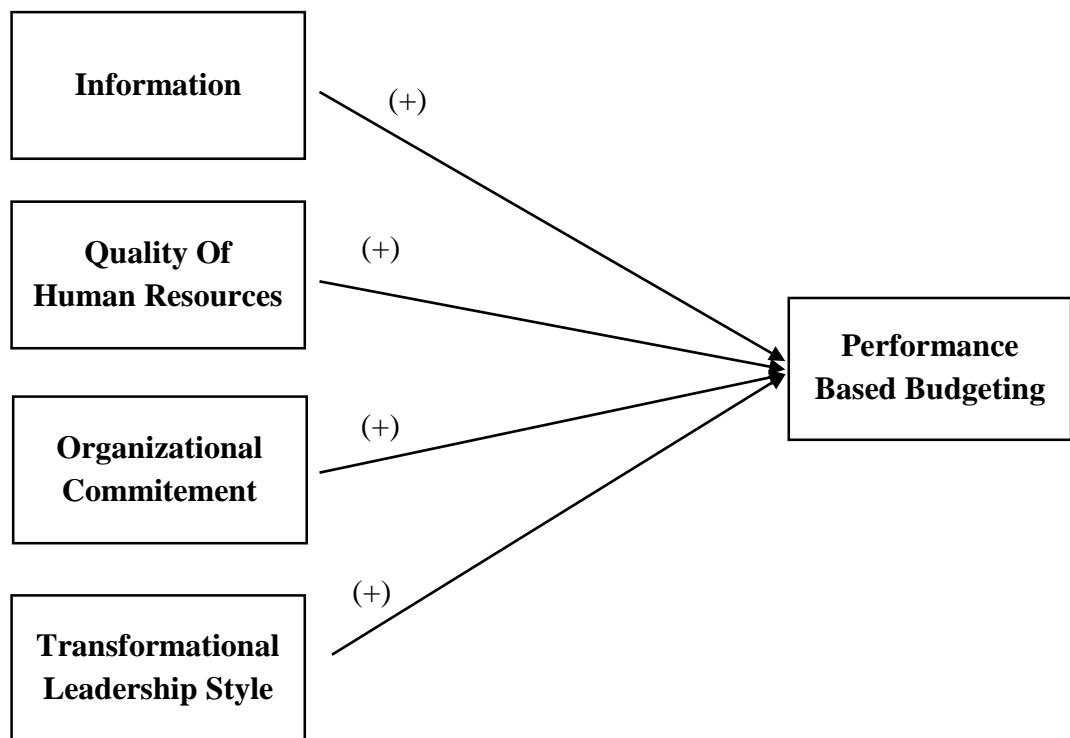 Information
(+)
Quality Of
Human Resources
(+)
Performance
Based Budgeting
Organizational
Commitement
(+)
Transformational
Leadership Style
(+)